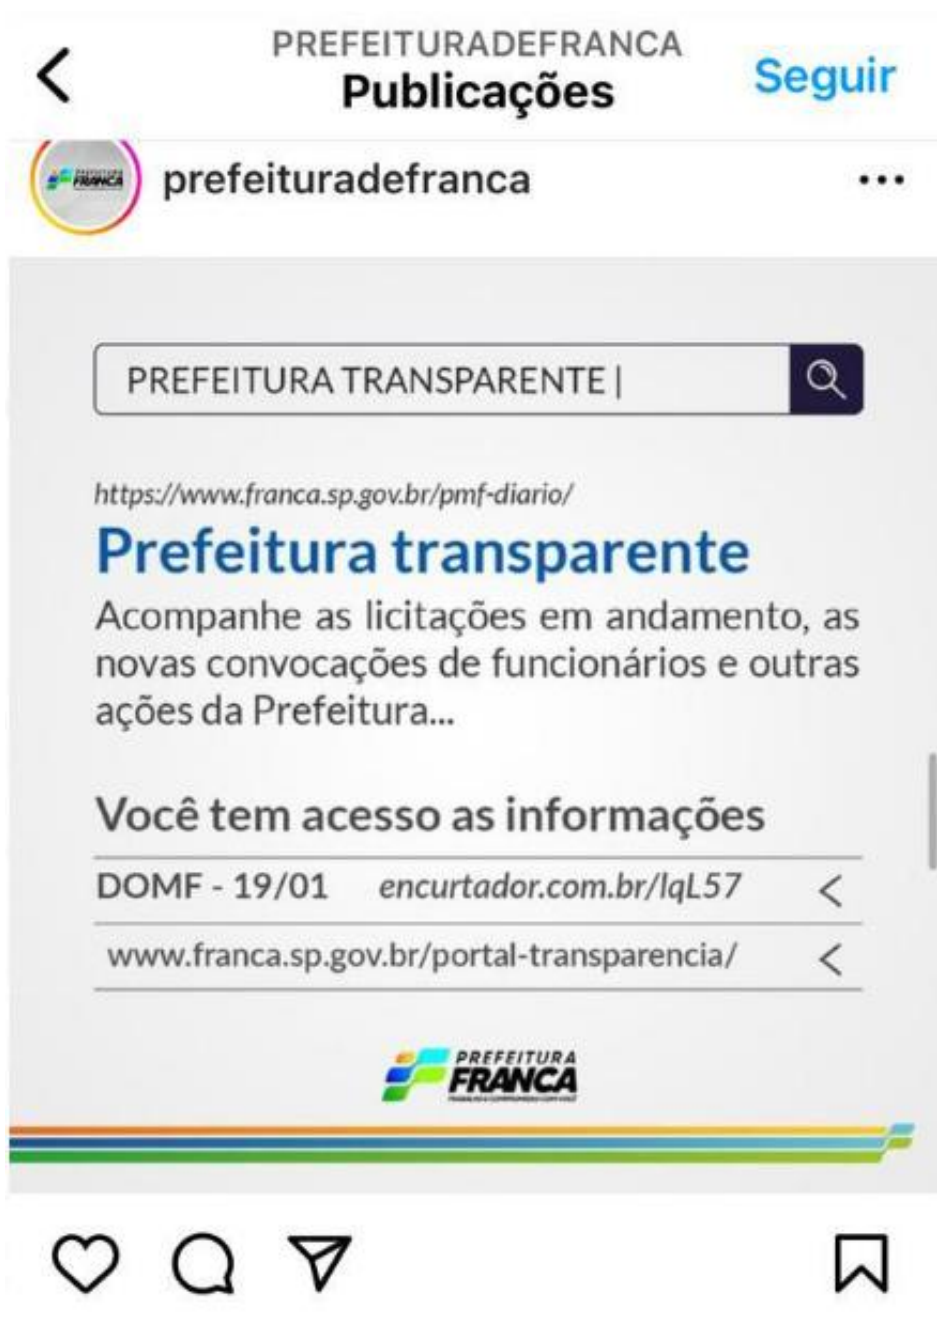 PREFEITURADEFRANCA
Publicações
Seguir
PREFEITURA FRANCA
prefeituradefranca
PREFEITURA TRANSPARENTE |
https://www.franca.sp.gov.br/pmf-diario/
Prefeitura transparente
Acompanhe as licitações em andamento, as
novas convocações de funcionários e outras
ações da Prefeitura...
Você tem acesso as informações
DOMF - 19/01 encurtador.com.br/lqL57
www.franca.sp.gov.br/portal-transparencia/
PREFEITURA
FRANCA